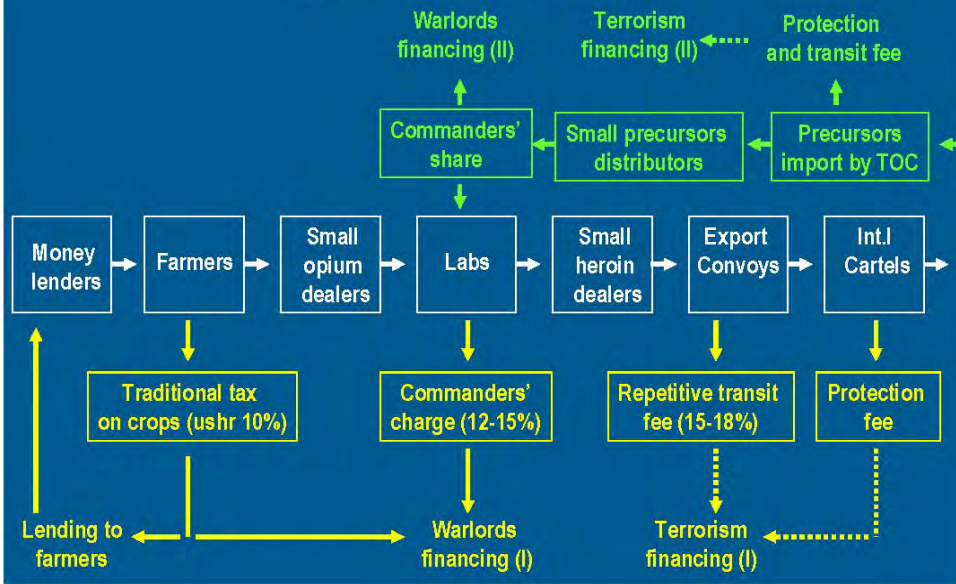 Warlords
financing (II)
Terrorism
financing (II)
Protection
and transit fee
Commanders'
share
Small precursors
distributors
Precursors
import by TOC
Money
lenders
Farmers
Small
opium
dealers
Labs
Small
heroin
dealers
Export
Convoys
Int.l
Cartels
Traditional tax
on crops (ushr 10%)
Commanders'
charge (12-15%)
Repetitive transit
fee (15-18%)
Protection
fee
Lending to
farmers
Warlords
financing (I)
Terrorism
financing (I)